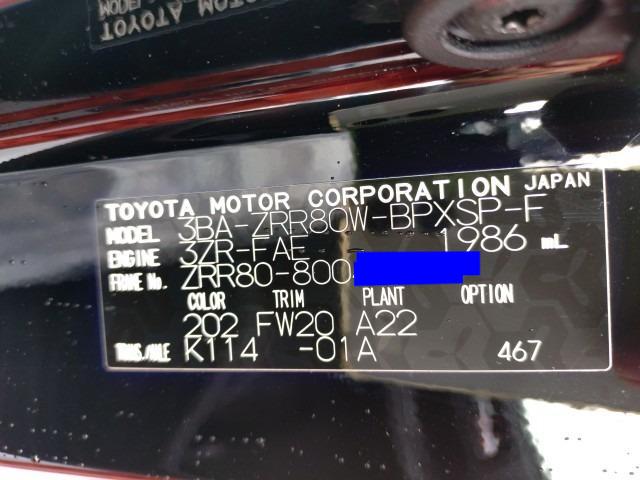 TOYOTA MOTOR CORPORATION JAPAN
MODEL 3BA-ZRR80W-BPXSP-F
ENGINE 3ZR-FAE 1986 mL
FRAME No. ZRR80-800
COLOR TRIM PLANT OPTION
202 FW20 A22
TRANS./AXLE K114 -01A 467